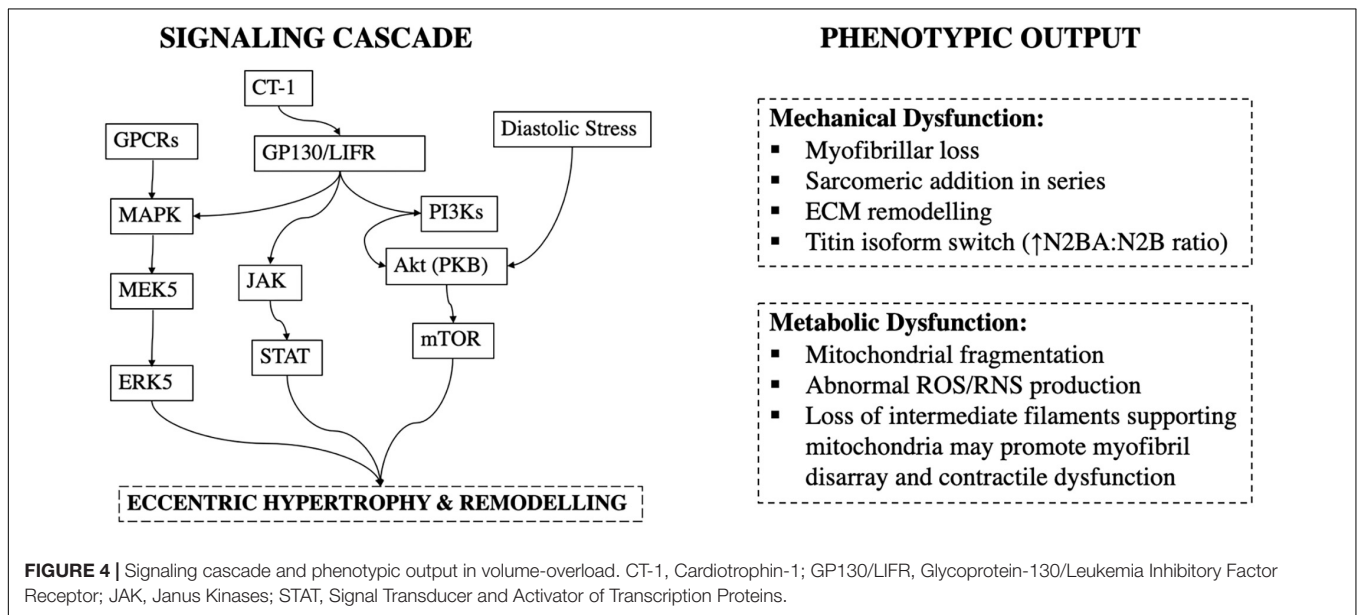 SIGNALING CASCADE
CT-1
GPCRs
GP130/LIFR
Diastolic Stress
MAPK
PI3Ks
MEK5
JAK
Akt (PKB)
ERK5
STAT
mTOR
ECCENTRIC HYPERTROPHY & REMODELLING
PHENOTYPIC OUTPUT
Mechanical Dysfunction:
▪ Myofibrillar loss
▪ Sarcomeric addition in series
▪ ECM remodelling
▪ Titin isoform switch (↑N2BA:N2B ratio)
Metabolic Dysfunction:
▪ Mitochondrial fragmentation
▪ Abnormal ROS/RNS production
▪ Loss of intermediate filaments supporting
mitochondria may promote myofibril
disarray and contractile dysfunction
FIGURE 4 | Signaling cascade and phenotypic output in volume-overload. CT-1, Cardiotrophin-1; GP130/LIFR, Glycoprotein-130/Leukemia Inhibitory Factor
Receptor; JAK, Janus Kinases; STAT, Signal Transducer and Activator of Transcription Proteins.